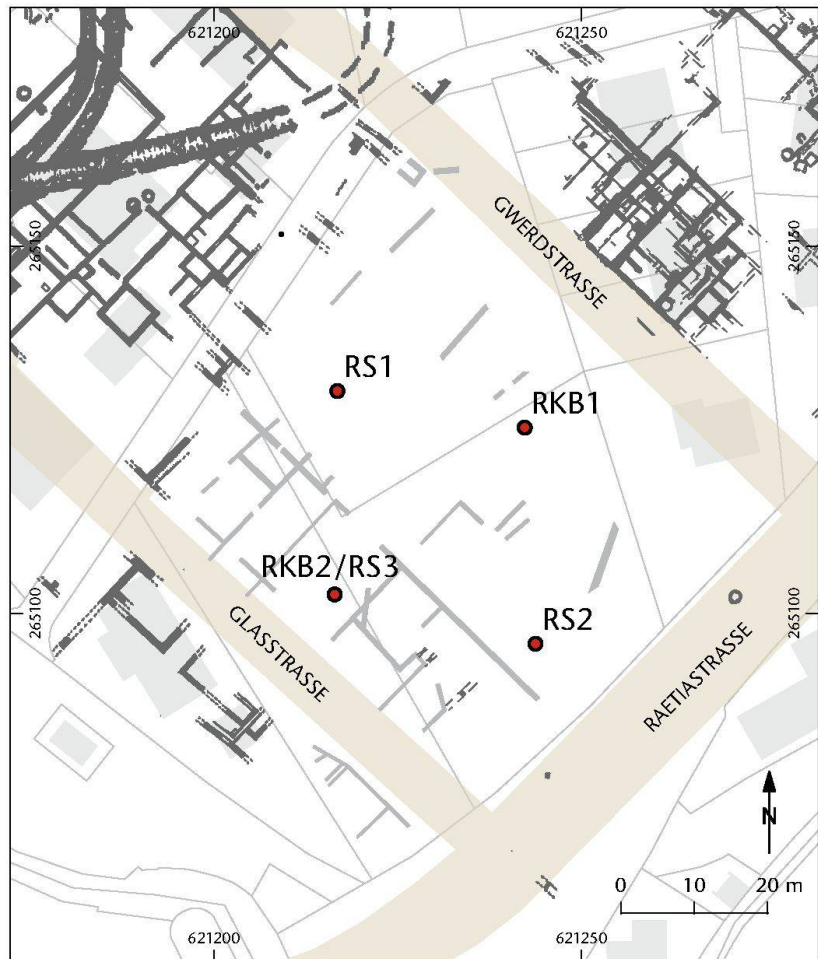 621200
621250
265150
265150
GWERDSTRASSE
RS1
RKB1
RKB2/RS3
RS2
265100
265100
GLASSTRASSE
RAETIASTRASSE
N
0 10 20 m
621200
621250